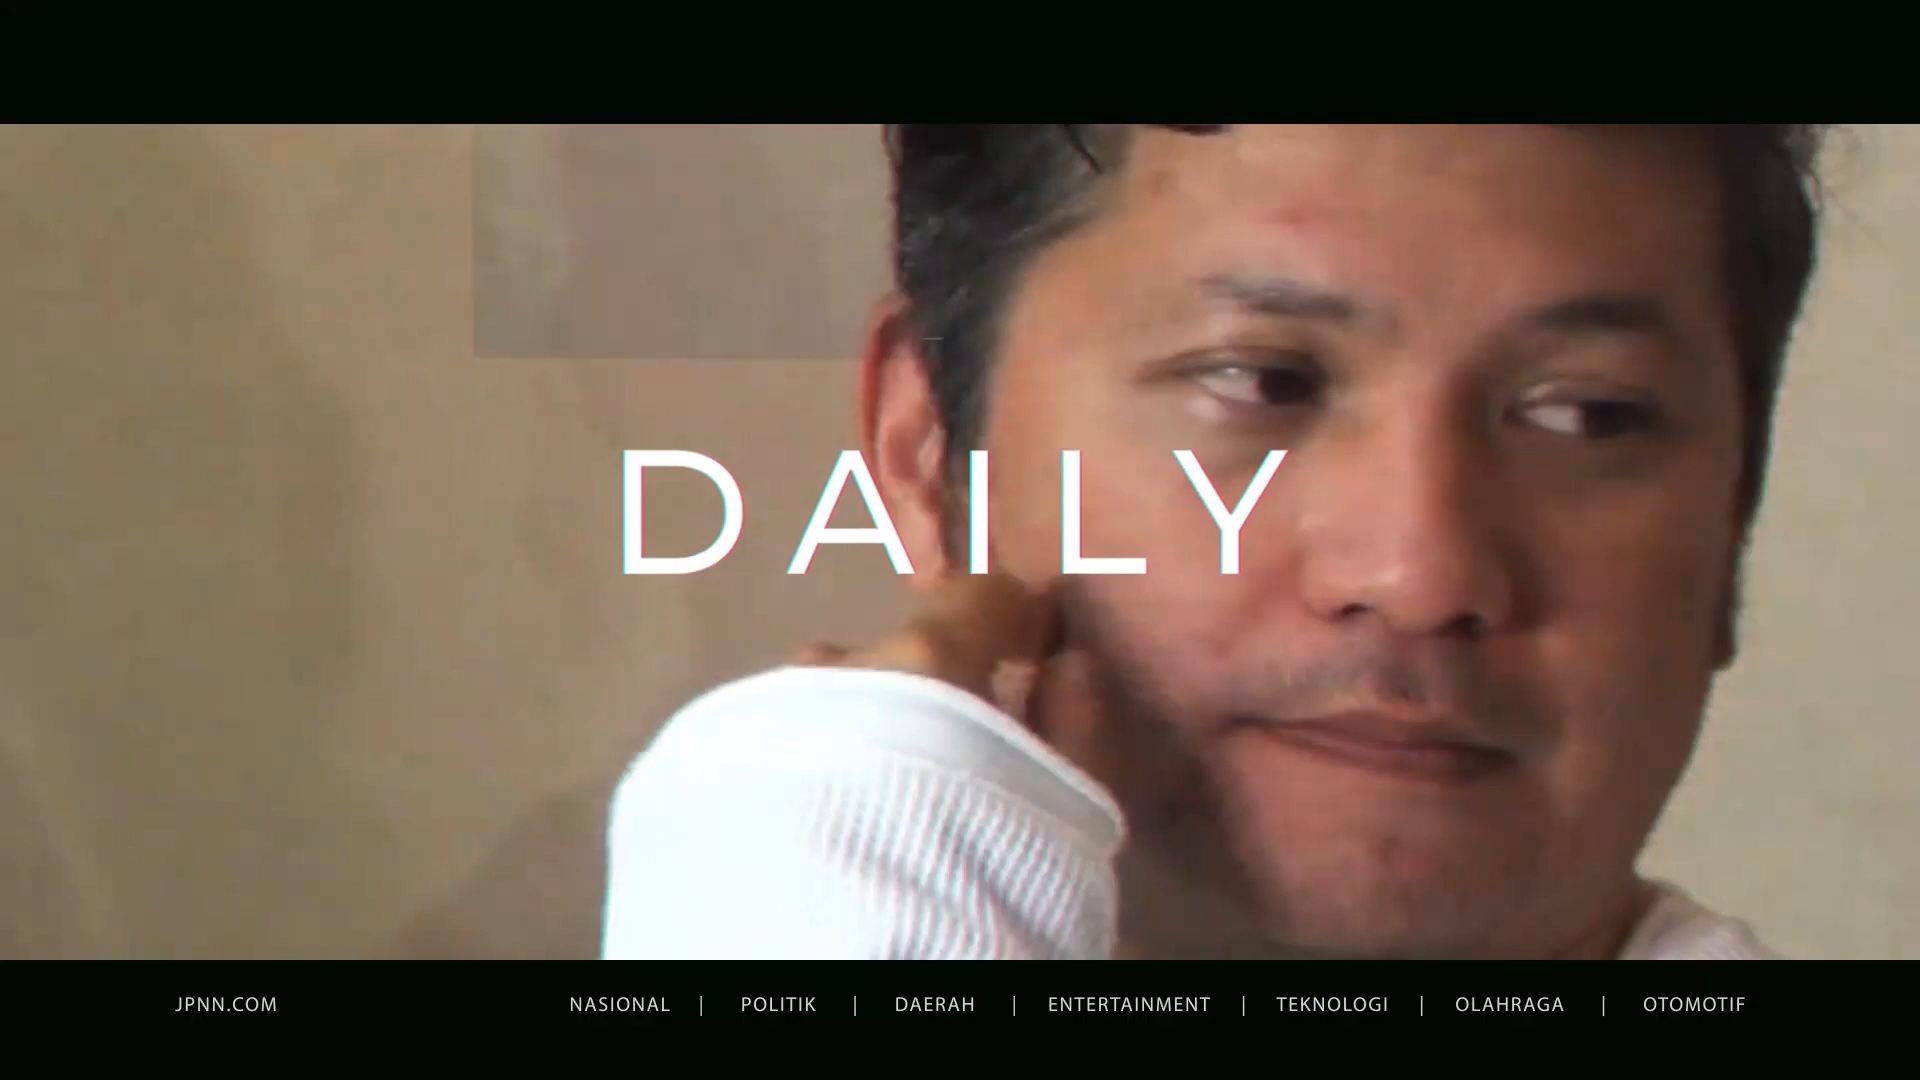 DAILY
JPNN.COM NASIONAL | POLITIK | DAERAH | ENTERTAINMENT | TEKNOLOGI | OLAHRAGA | OTOMOTIF